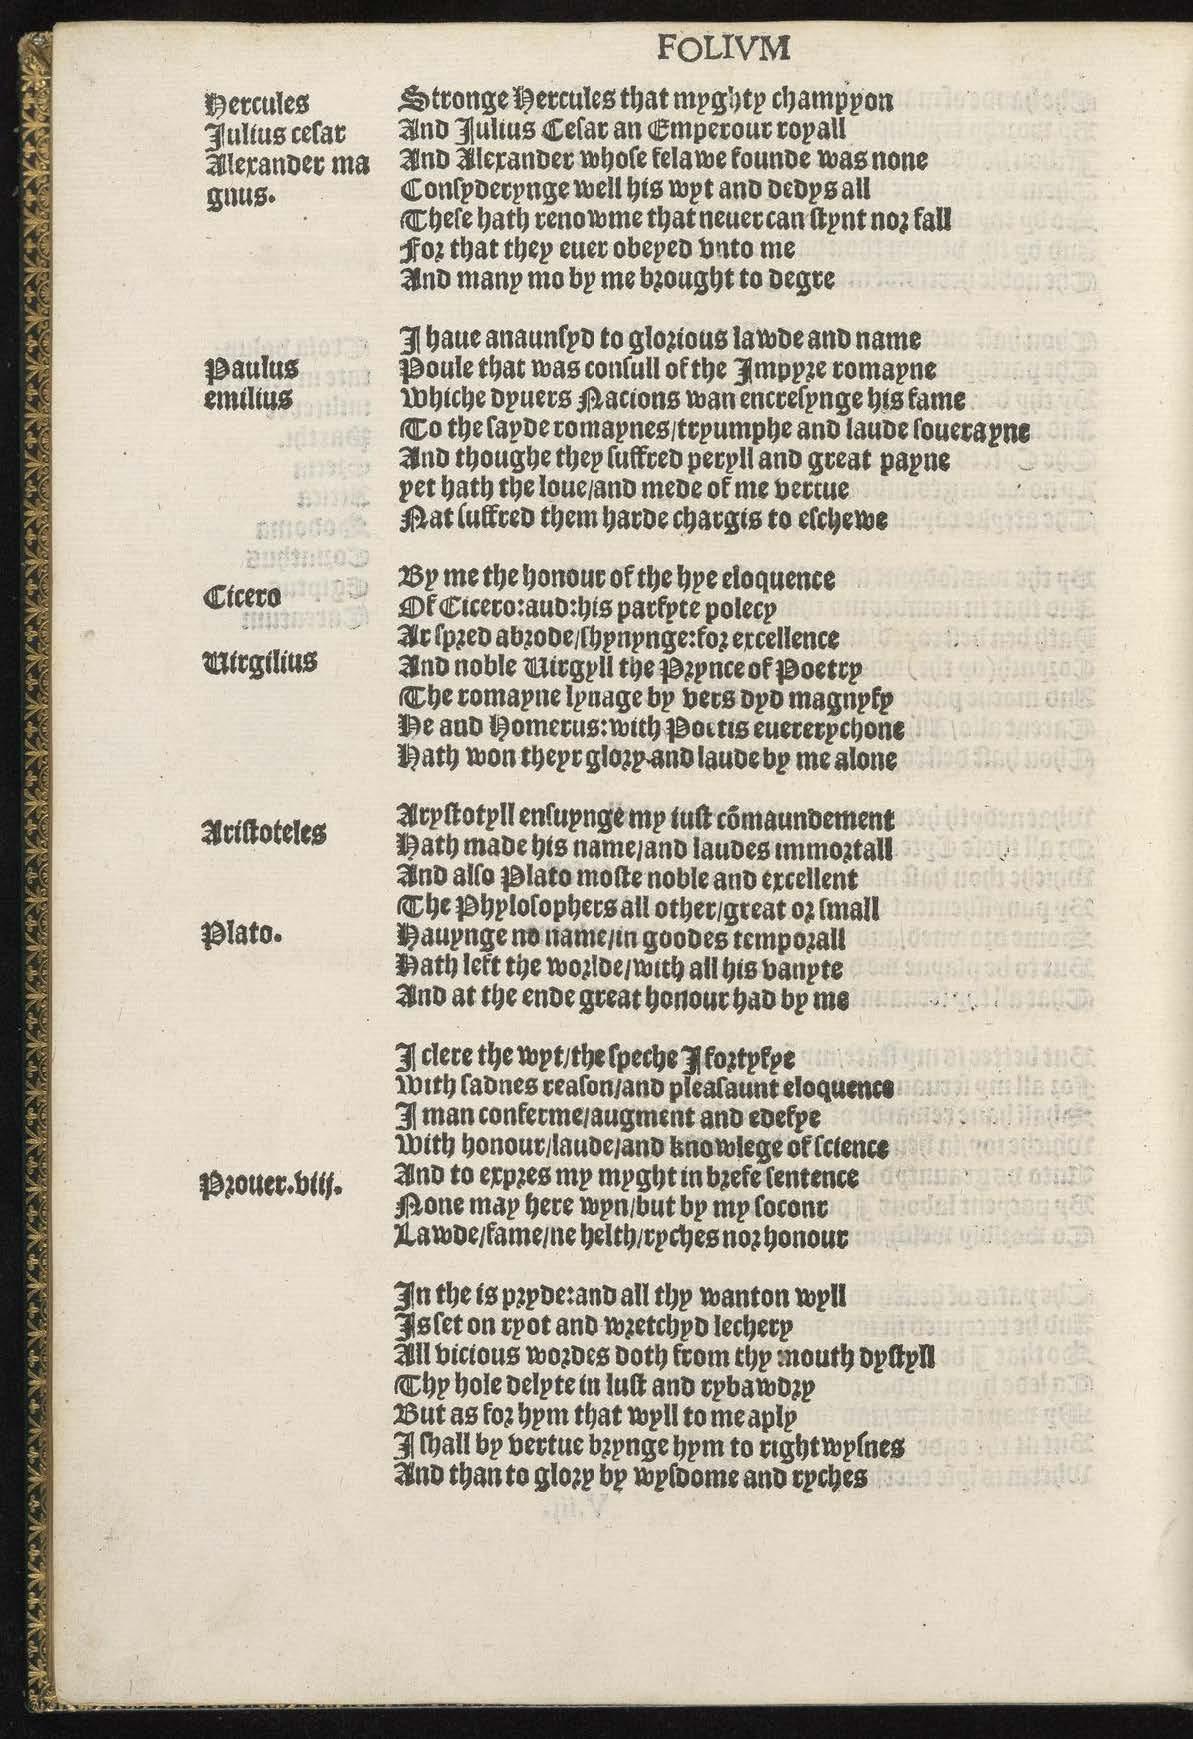 FOLIVM
Hercules
Julius cesar
Alexander ma
gnus.
Stronge Hercules that myghty champyon
And Julius Cesar an Emperour royall
And Alexander whose felawe founde was none
Consyderynge well his wyt and dedys all
These hath renowme that neuer can stynt nor fall
For that they euer obeyed vnto me
And many mo by me brought to degre
Paulus
emilius
I haue anaunsyd to glorious lawde and name
Poule that was consull of the Impyre romayne
Whiche dyuers Nacions wan encresynge his fame
To the sayde romaynes/tryumphe and laude souerayne
And thoughe they suffred peryll and great payne
yet hath the loue/and mede of me vertue
Nat suffred them harde chargis to eschewe
Cicero
Uirgilius
By me the honour of the hye eloquence
Of Cicero:aud:his parfyte polecy
Ar spred abrode/shynynge:for excellence
And noble Uirgyll the Prynce of Poetry
The romayne lynage by vers dyd magnyfy
He and Homerus:with Poetis euererychone
Hath won theyr glory and laude by me alone
Aristoteles
Plato.
Arystotyll ensuynge my iust cõmaundement
Hath made his name/and laudes immortall
And also Plato moste noble and excellent
The Phylosophers all other/great or small
Hauynge no name/in goodes temporall
Hath left the worlde/with all his vanyte
And at the ende great honour had by me
Prouer.viij.
I clere the wyt/the speche I fortyfye
With sadnes reason/and pleasaunt eloquence
I man conferme/augment and edefye
With honour/laude/and knowlege of science
And to expres my myght in brefe sentence
None may here wyn/but by my soconr
Lawde/fame/ne helth/ryches nor honour
In the is pryde:and all thy wanton wyll
Is set on ryot and wretchyd lechery
All vicious wordes doth from thy mouth dystyll
Thy hole delyte in lust and rybawdry
But as for hym that wyll to me aply
I shall by vertue brynge hym to rightwysnes
And than to glory by wysdome and ryches